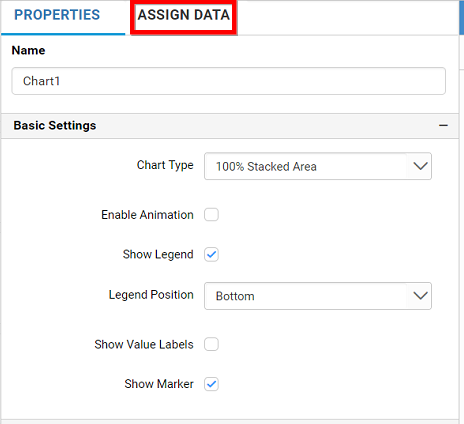 PROPERTIES ASSIGN DATA
Name
Chart1
Basic Settings
Chart Type 100% Stacked Area
Enable Animation
Show Legend
Legend Position Bottom
Show Value Labels
Show Marker